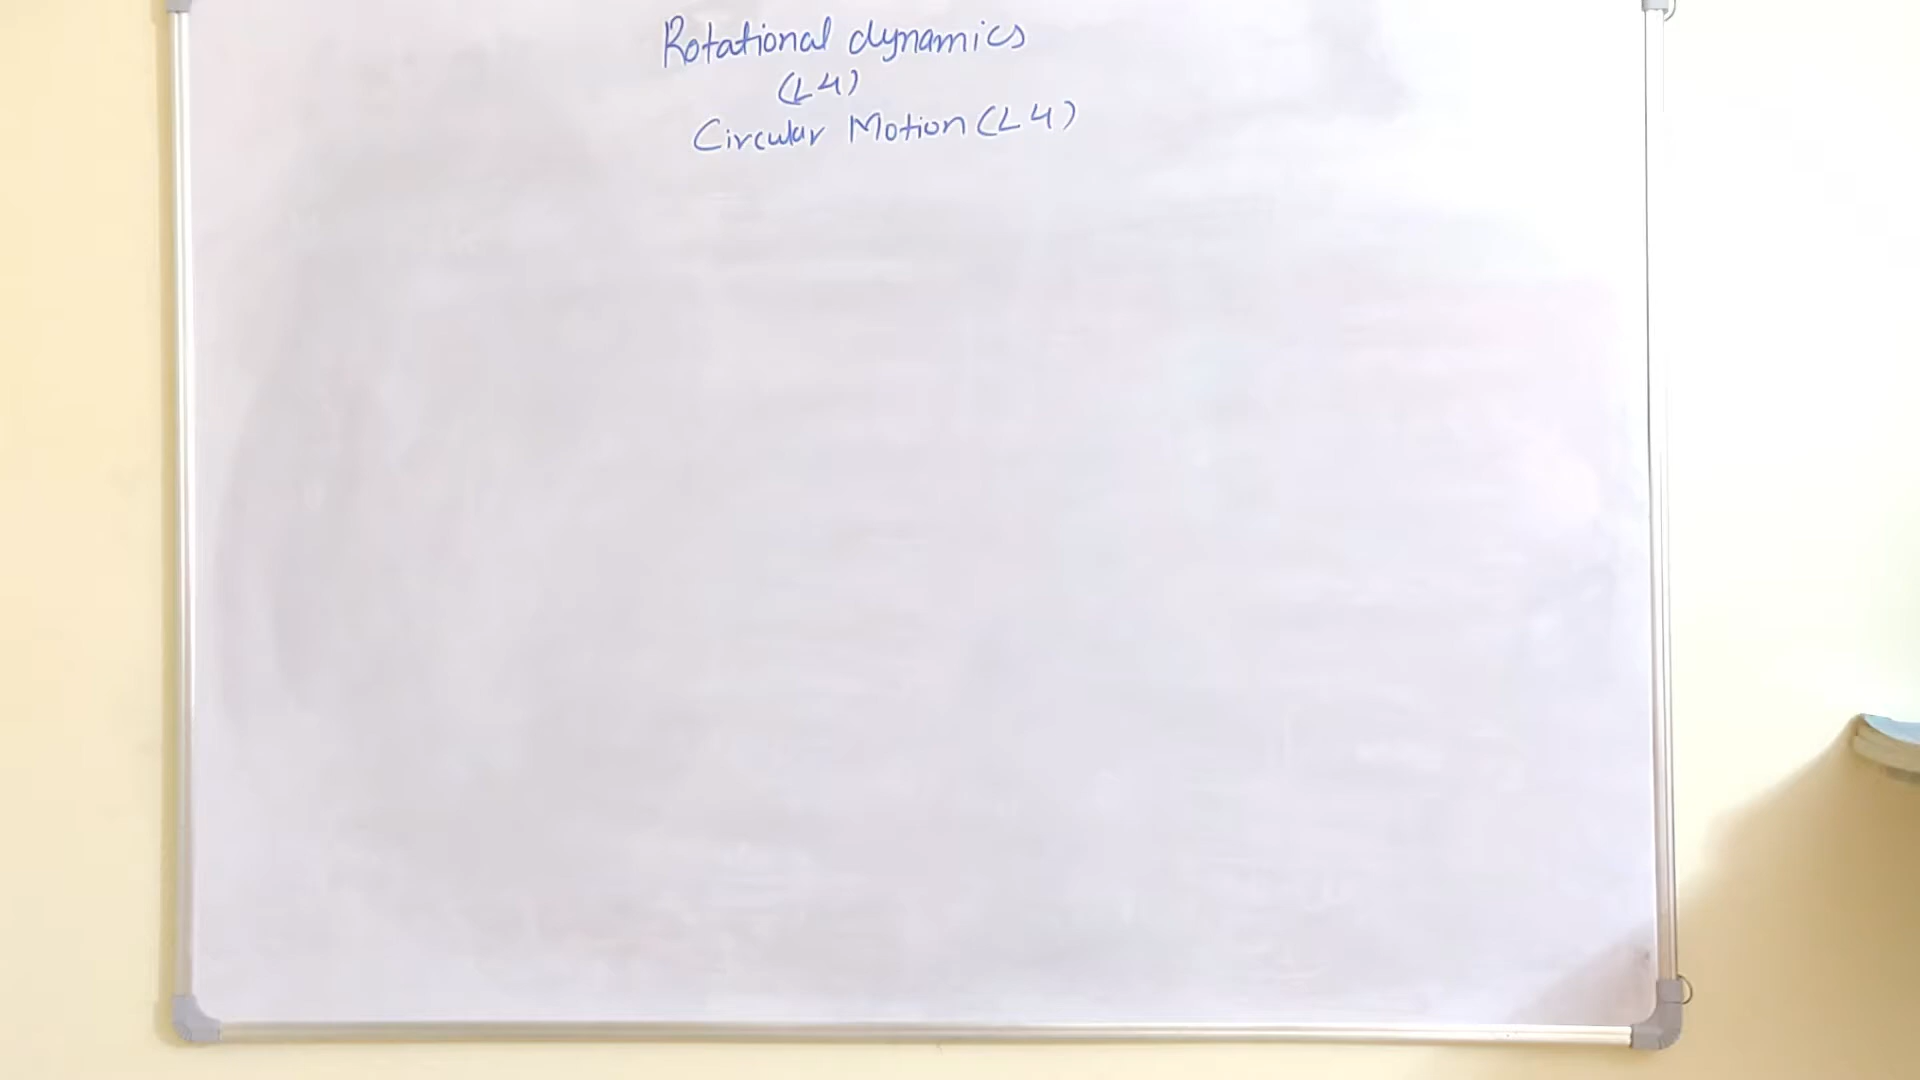 Rotational dynamics
(L4)
Circular Motion (L4)